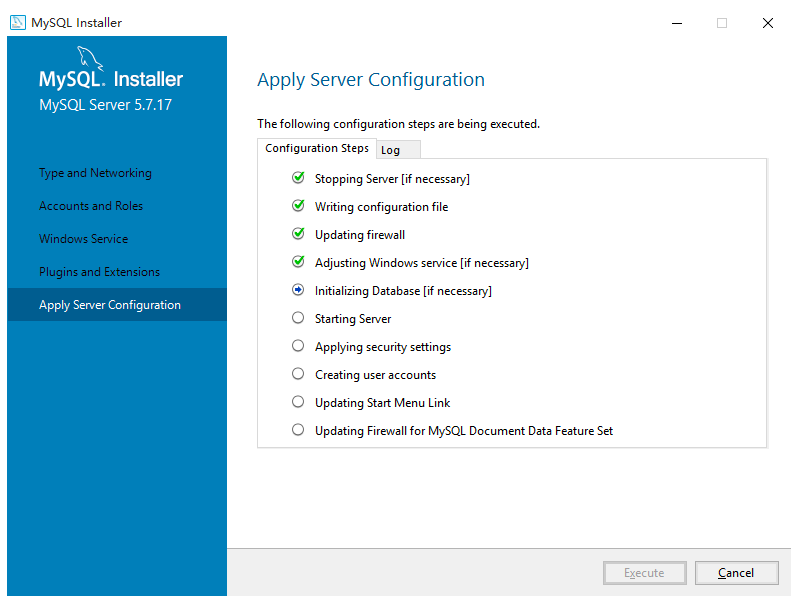 MySQL Installer
MySQL. Installer
MySQL Server 5.7.17
Type and Networking
Accounts and Roles
Windows Service
Plugins and Extensions
Apply Server Configuration
Apply Server Configuration
The following configuration steps are being executed.
Configuration Steps Log
Stopping Server [if necessary]
Writing configuration file
Updating firewall
Adjusting Windows service [if necessary]
Initializing Database [if necessary]
Starting Server
Applying security settings
Creating user accounts
Updating Start Menu Link
Updating Firewall for MySQL Document Data Feature Set
Execute Cancel